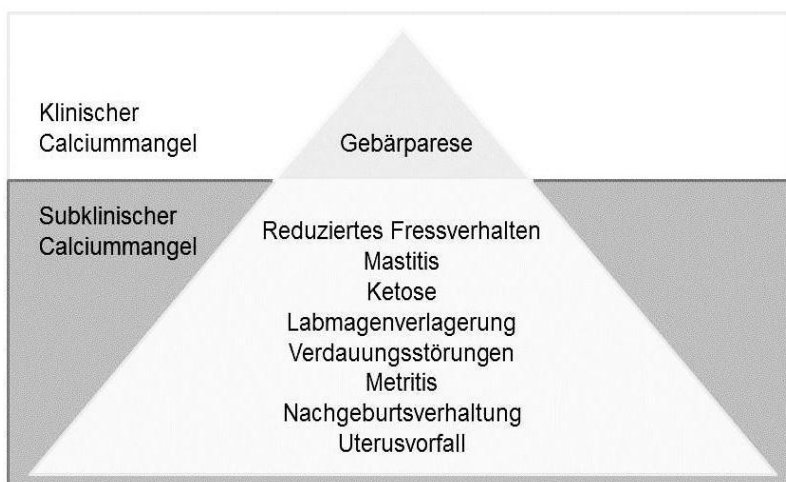 Klinischer
Calciummangel
Gebärparese
Subklinischer
Calciummangel
Reduziertes Fressverhalten
Mastitis
Ketose
Labmagenverlagerung
Verdauungsstörungen
Metritis
Nachgeburtsverhaltung
Uterusvorfall